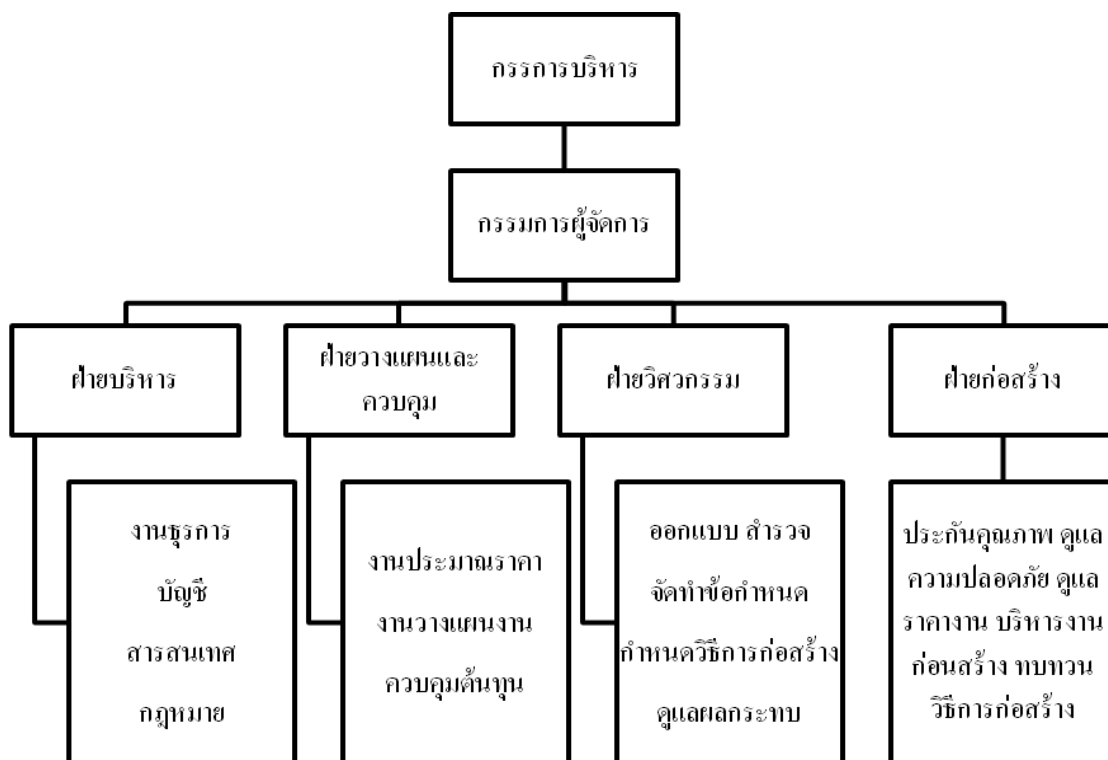 กรรการบริหาร
กรรมการผู้จัดการ
ฝ่ายบริหาร
ฝ่ายวางแผนและ
ควบคุม
ฝ่ายวิศวกรรม
ฝ่ายก่อสร้าง
งานธุรการ
บัญชี
สารสนเทศ
กฎหมาย
งานประมาณราคา
งานวางแผนงาน
ควบคุมต้นทุน
ออกแบบ สำรวจ
จัดทำข้อกำหนด
กำหนดวิธีการก่อสร้าง
ดูแลผลกระทบ
ประกันคุณภาพ ดูแล
ความปลอดภัย ดูแล
ราคางาน บริหารงาน
ก่อนสร้าง ทบทวน
วิธีการก่อสร้าง